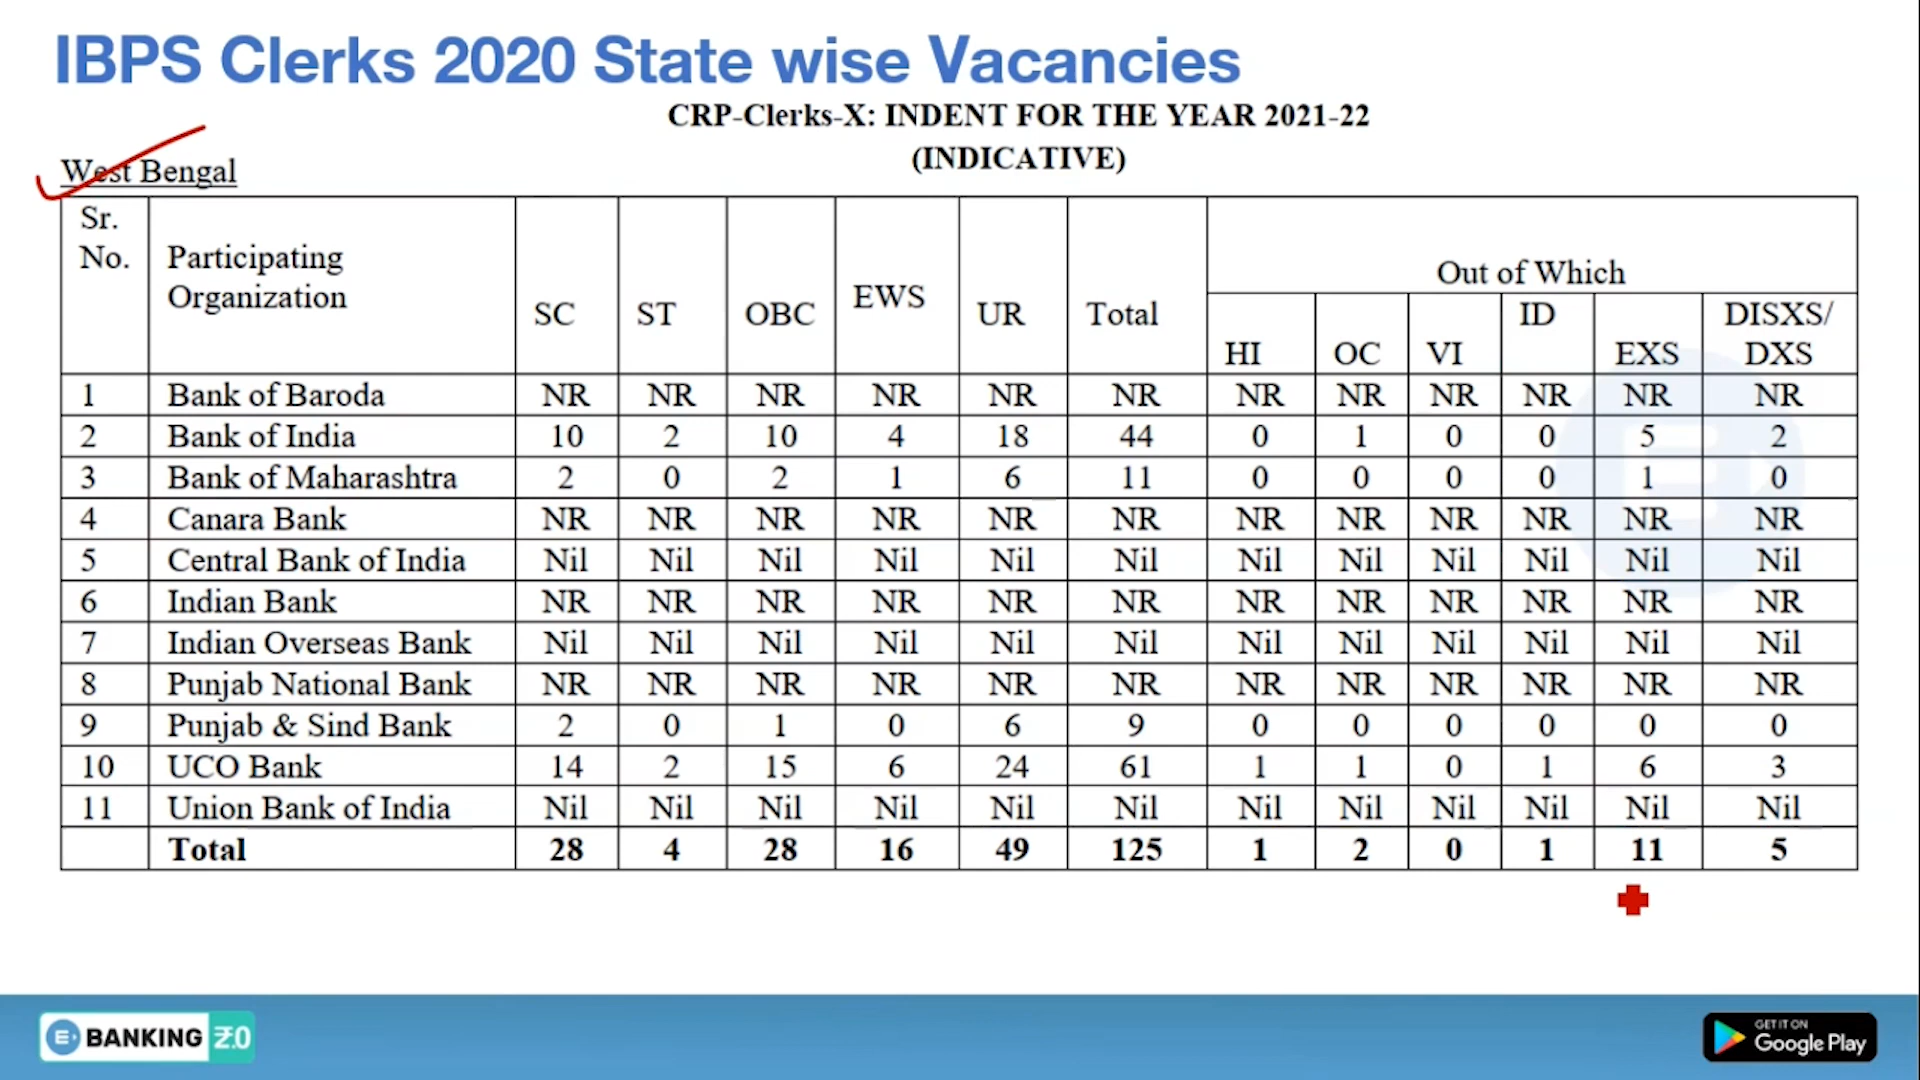 IBPS Clerks 2020 State wise Vacancies
CRP-Clerks-X: INDENT FOR THE YEAR 2021-22
(INDICATIVE)
West Bengal
Sr. No. Participating Organization SC ST OBC EWS UR Total Out of Which HI OC VI ID EXS DISXS/ DXS
1 Bank of Baroda NR NR NR NR NR NR NR NR NR NR NR NR
2 Bank of India 10 2 10 4 18 44 0 1 0 0 5 2
3 Bank of Maharashtra 2 0 2 1 6 11 0 0 0 0 1 0
4 Canara Bank NR NR NR NR NR NR NR NR NR NR NR NR
5 Central Bank of India Nil Nil Nil Nil Nil Nil Nil Nil Nil Nil Nil Nil
6 Indian Bank NR NR NR NR NR NR NR NR NR NR NR NR
7 Indian Overseas Bank Nil Nil Nil Nil Nil Nil Nil Nil Nil Nil Nil Nil
8 Punjab National Bank NR NR NR NR NR NR NR NR NR NR NR NR
9 Punjab & Sind Bank 2 0 1 0 6 9 0 0 0 0 0 0
10 UCO Bank 14 2 15 6 24 61 1 1 0 1 6 3
11 Union Bank of India Nil Nil Nil Nil Nil Nil Nil Nil Nil Nil Nil Nil
Total 28 4 28 16 49 125 1 2 0 1 11 5
E BANKING ₹.0
GET IT ON
Google Play